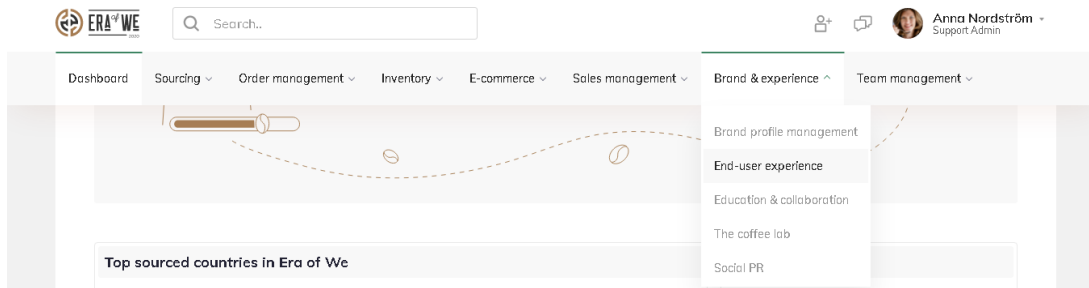 ERA of WE
Search..
Anna Nordström
Support Admin
Dashboard
Sourcing
Order management
Inventory
E-commerce
Sales management
Brand & experience
Team management
Brand profile management
End-user experience
Education & collaboration
The coffee lab
Social PR
Top sourced countries in Era of We